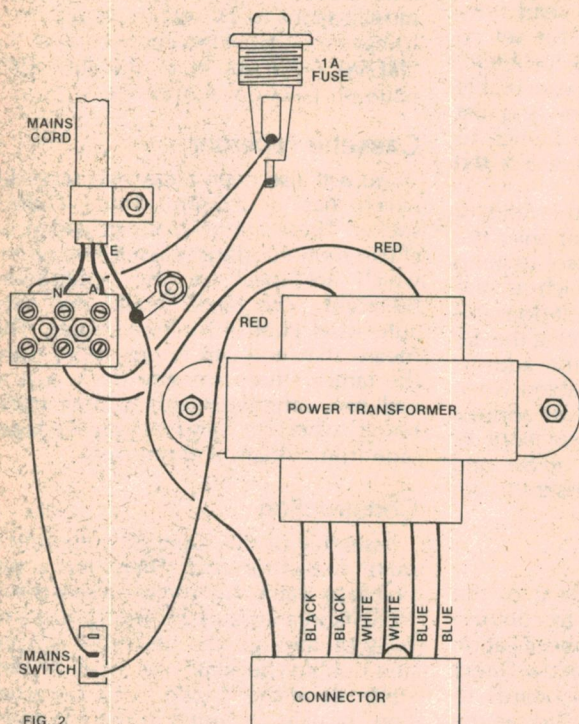 1A
FUSE
MAINS
CORD
E
N
A
RED
RED
POWER TRANSFORMER
BLACK
BLACK
WHITE
WHITE
BLUE
BLUE
MAINS
SWITCH
CONNECTOR
FIG. 2